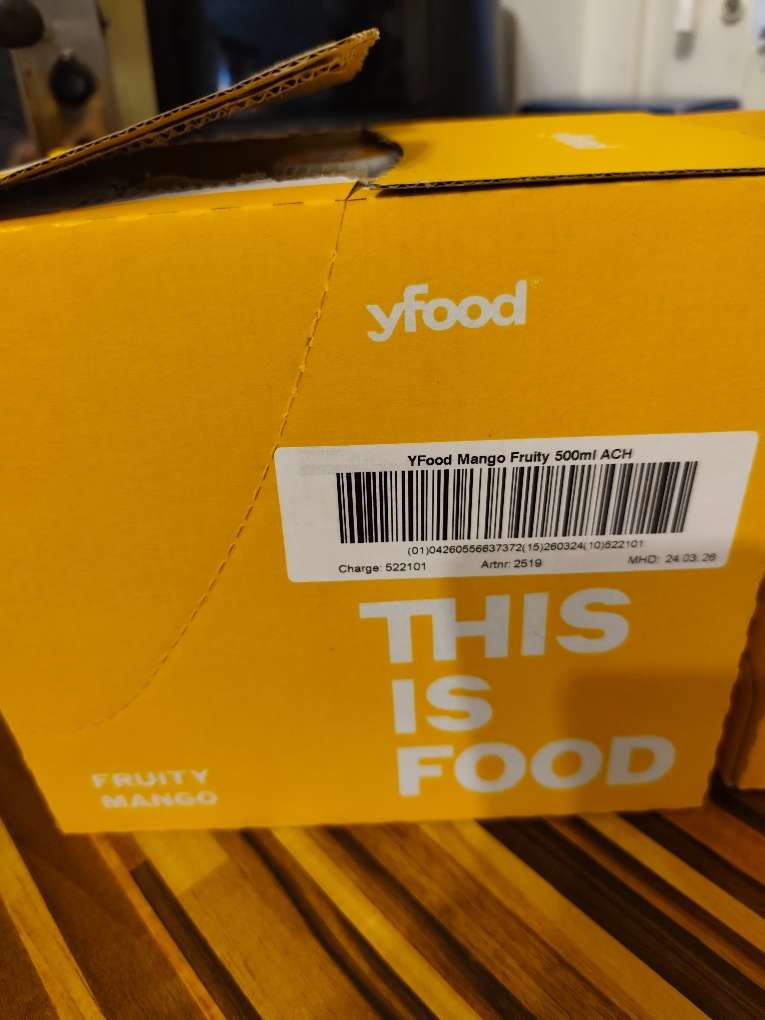 yfood
YFood Mango Fruity 500ml ACH
(01)04260556637372(15)260324(10)522101
Charge: 522101 Artnr: 2519 MHD: 24.03.26
THIS
IS
FOOD
FRUITY
MANGO